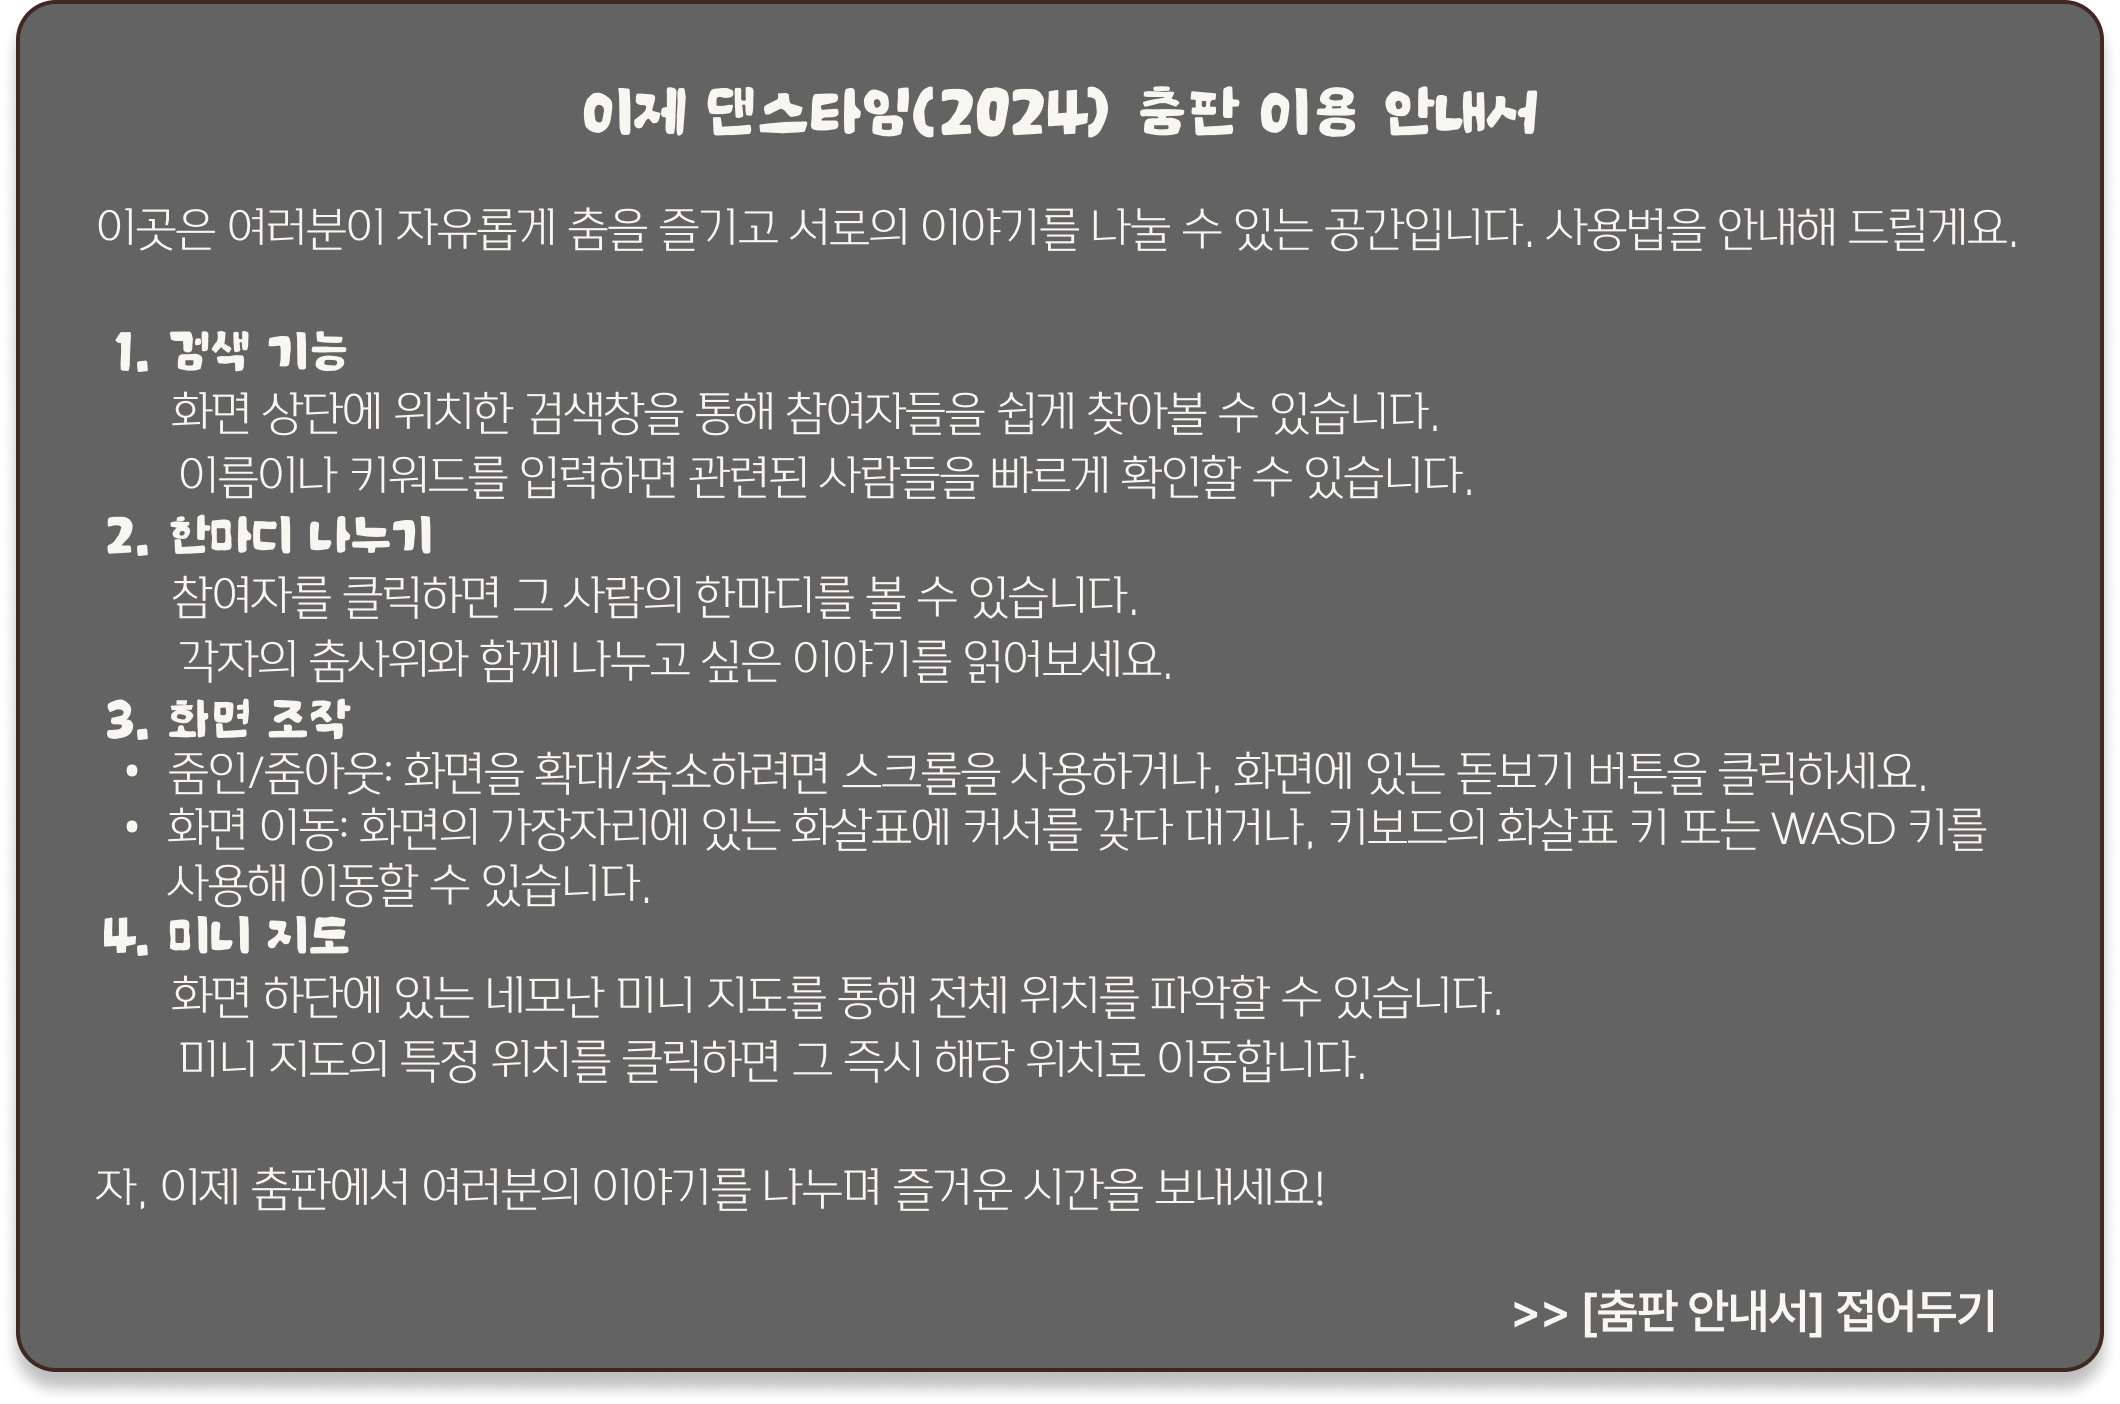 이제 댄스타임(2024) 춤판 이용 안내서
이곳은 여러분이 자유롭게 춤을 즐기고 서로의 이야기를 나눌 수 있는 공간입니다. 사용법을 안내해 드릴게요.
1. 검색 기능
화면 상단에 위치한 검색창을 통해 참여자들을 쉽게 찾아볼 수 있습니다.
이름이나 키워드를 입력하면 관련된 사람들을 빠르게 확인할 수 있습니다.
2. 한마디 나누기
참여자를 클릭하면 그 사람의 한마디를 볼 수 있습니다.
각자의 춤사위와 함께 나누고 싶은 이야기를 읽어보세요.
3. 화면 조작
• 줌인/줌아웃: 화면을 확대/축소하려면 스크롤을 사용하거나, 화면에 있는 돋보기 버튼을 클릭하세요.
• 화면 이동: 화면의 가장자리에 있는 화살표에 커서를 갖다 대거나, 키보드의 화살표 키 또는 WASD 키를
사용해 이동할 수 있습니다.
4. 미니 지도
화면 하단에 있는 네모난 미니 지도를 통해 전체 위치를 파악할 수 있습니다.
미니 지도의 특정 위치를 클릭하면 그 즉시 해당 위치로 이동합니다.
자, 이제 춤판에서 여러분의 이야기를 나누며 즐거운 시간을 보내세요!
>> [춤판 안내서] 접어두기